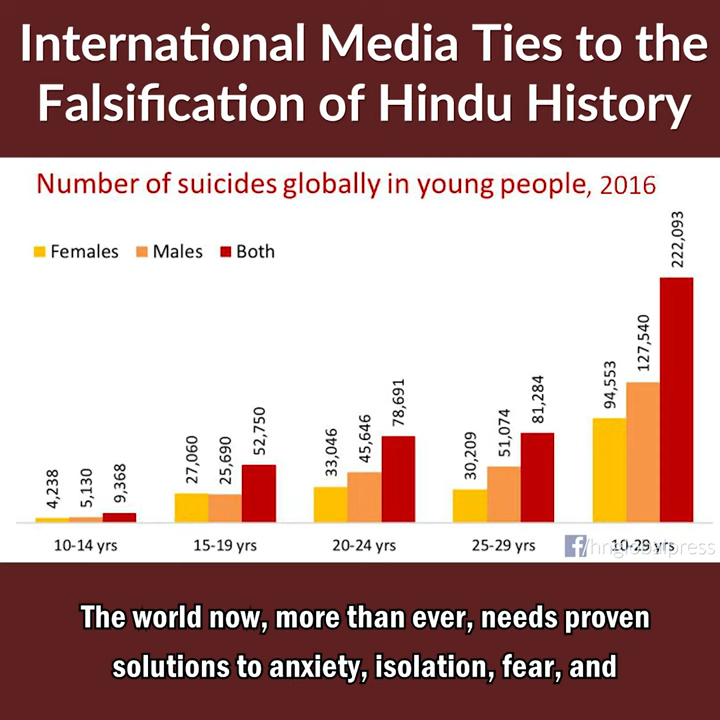 International Media Ties to the
Falsification of Hindu History
Number of suicides globally in young people, 2016
Females Males Both
4,238 5,130 9,368
27,060 25,690 52,750
33,046 45,646 78,691
30,209 51,074 81,284
94,553 127,540 222,093
10-14 yrs 15-19 yrs 20-24 yrs 25-29 yrs 10-29 yrs
f/hnglobalpress
The world now, more than ever, needs proven
solutions to anxiety, isolation, fear, and